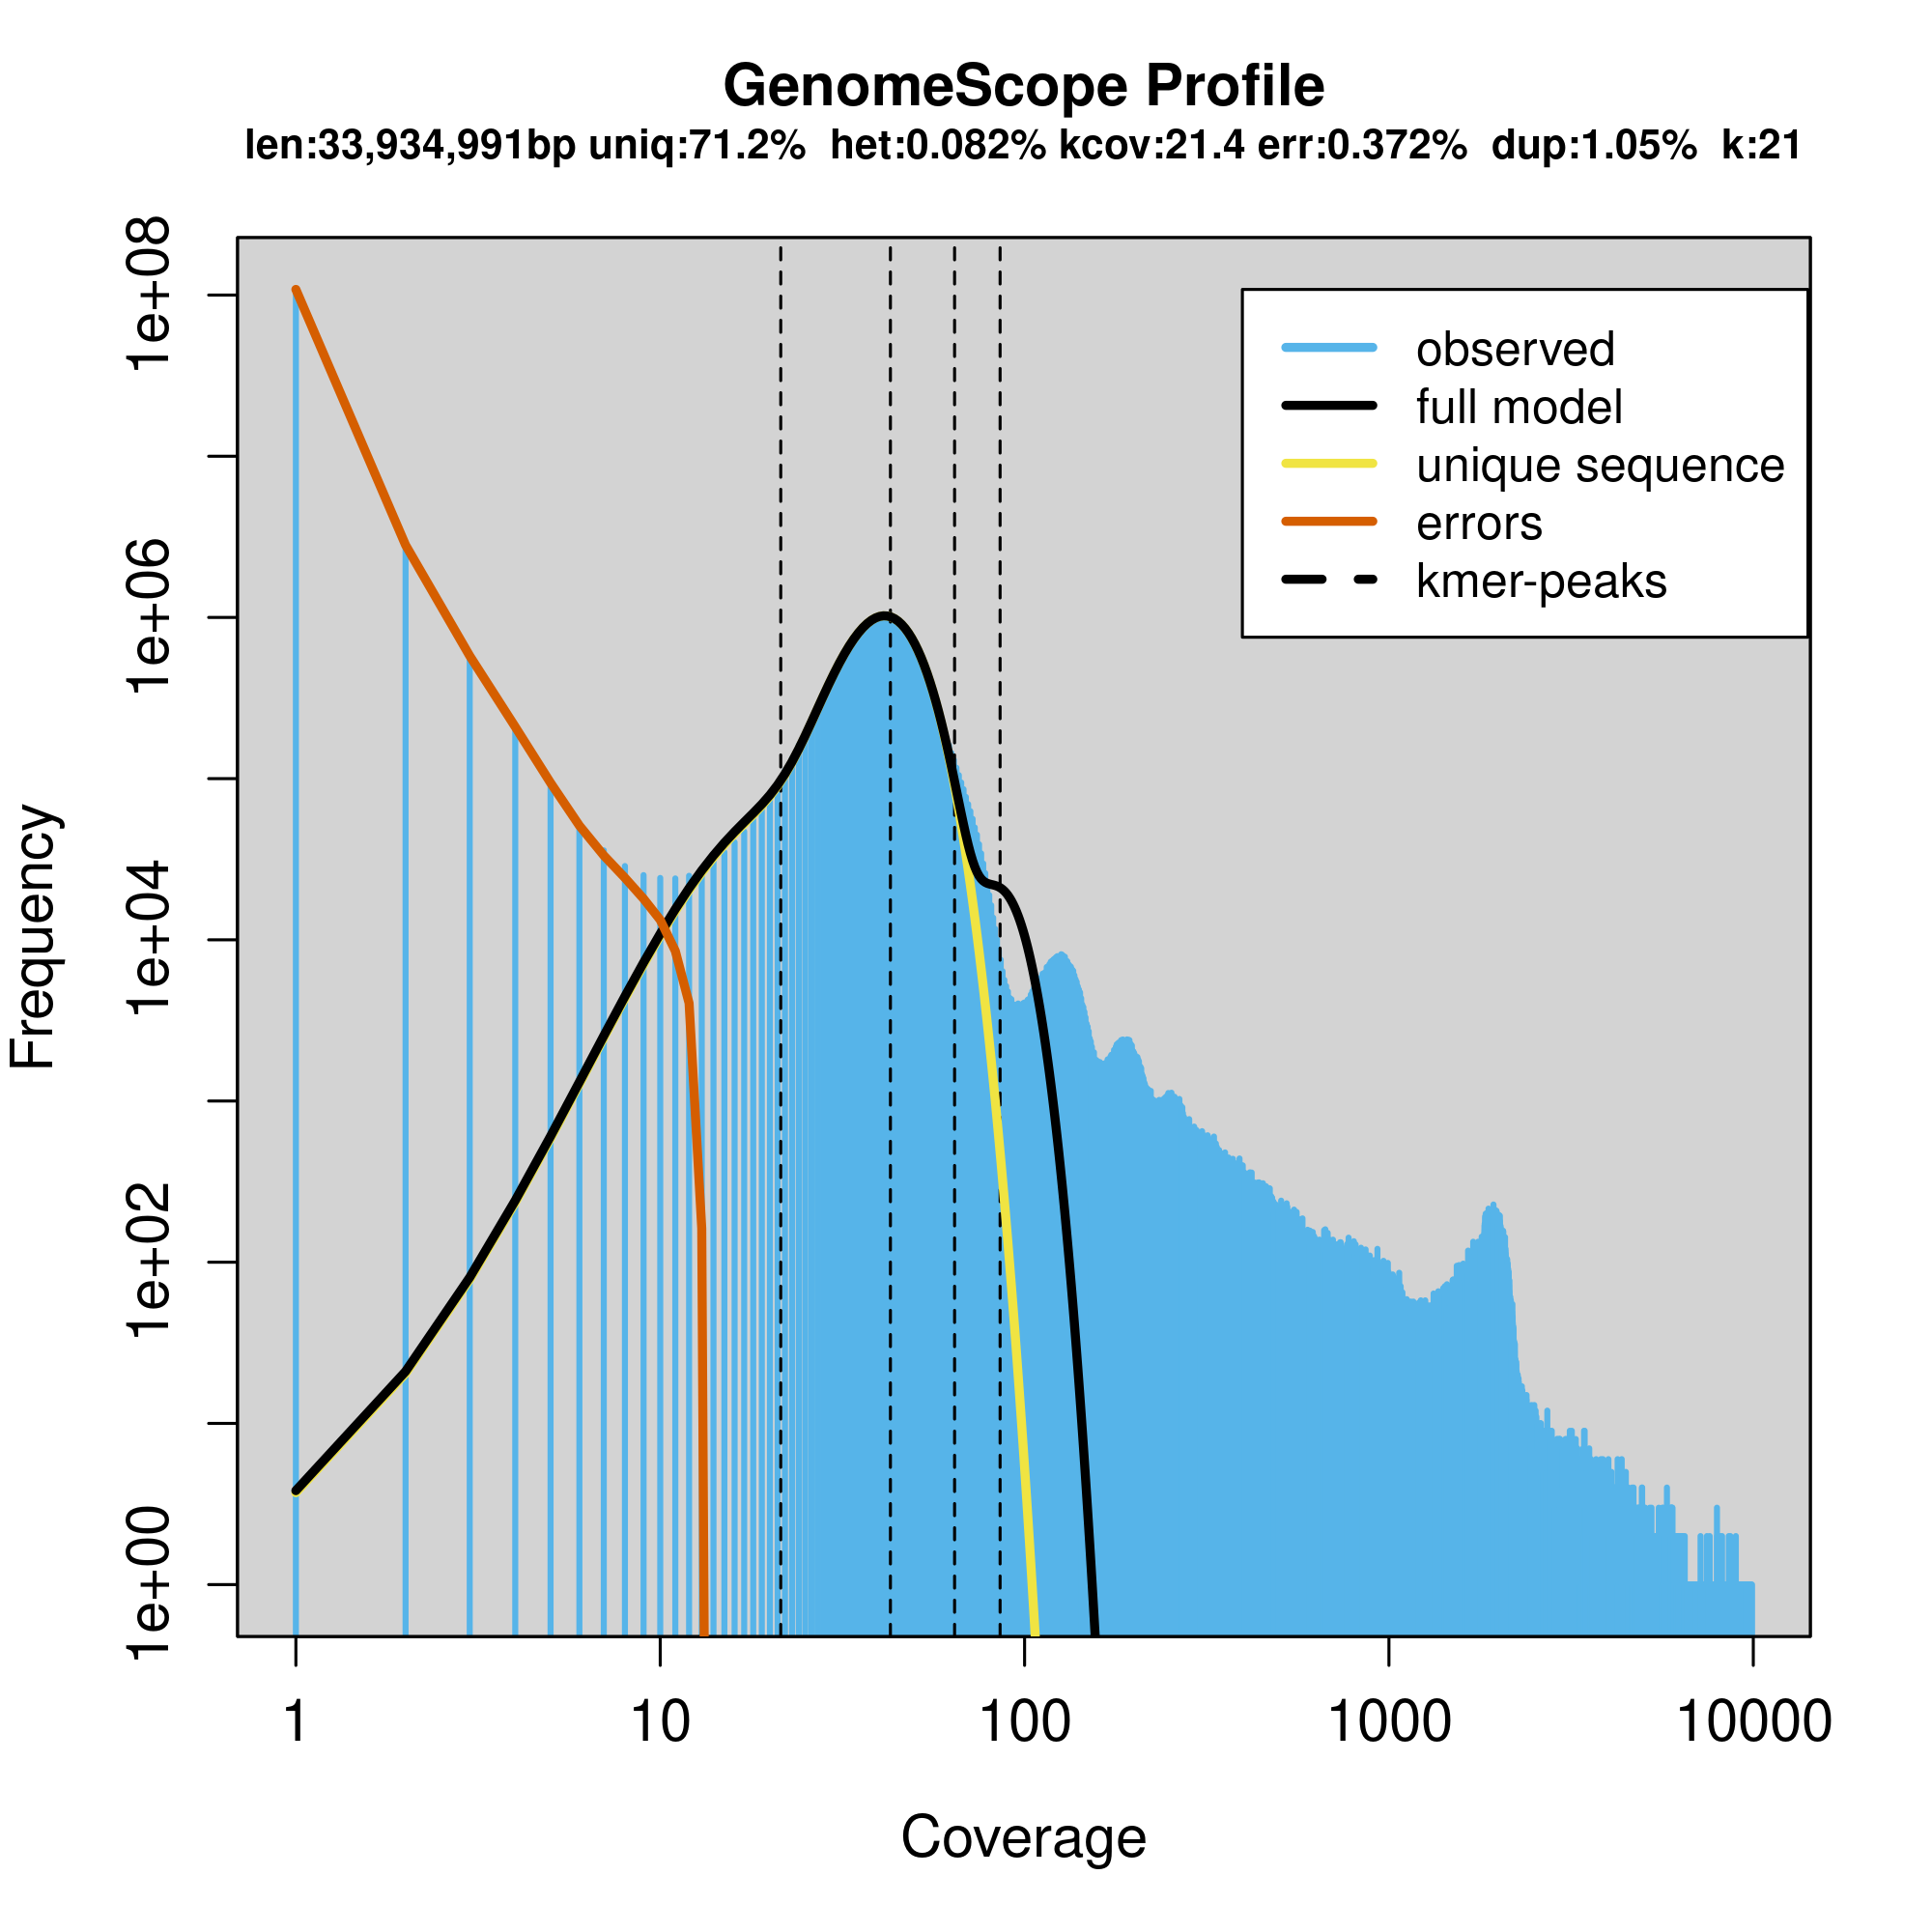 GenomeScope Profile
len:33,934,991bp uniq:71.2% het:0.082% kcov:21.4 err:0.372% dup:1.05% k:21
1e+08
1e+06
1e+04
1e+02
1e+00
Frequency
observed
full model
unique sequence
errors
kmer-peaks
1 10 100 1000 10000
Coverage